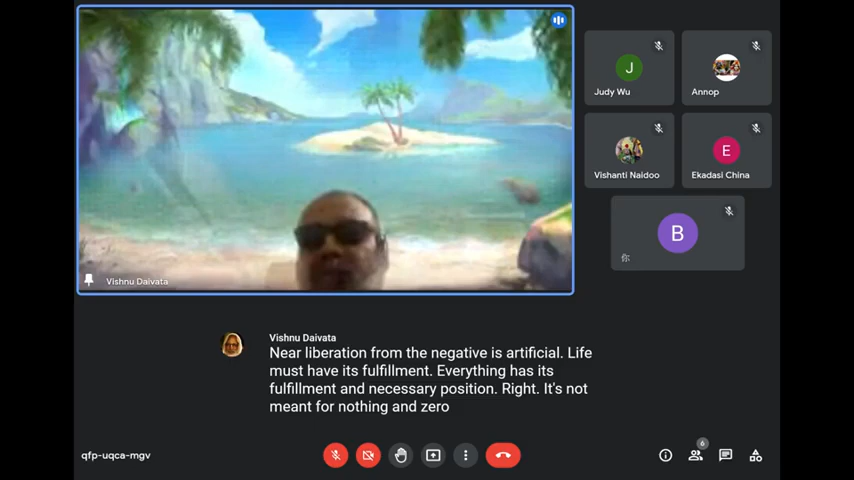 Vishnu Daivata
J
Judy Wu
Annop
Vishanti Naidoo
E
Ekadasi China
B
你
Vishnu Daivata
Near liberation from the negative is artificial. Life
must have its fulfillment. Everything has its
fulfillment and necessary position. Right. It's not
meant for nothing and zero
qfp-uqca-mgv
6